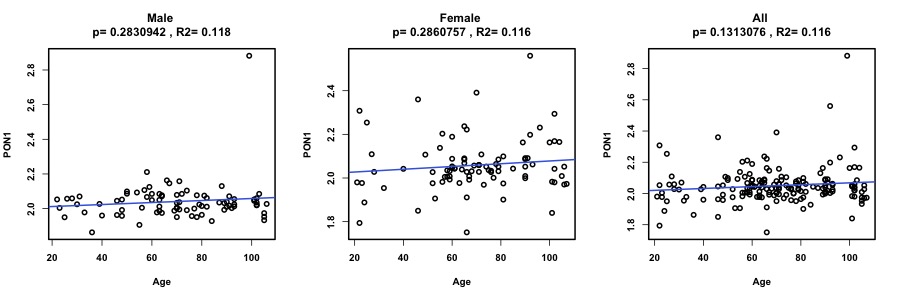 Male
p= 0.2830942 , R2= 0.118
PON1
2.8
2.6
2.4
2.2
2.0
20 40 60 80 100
Age
Female
p= 0.2860757 , R2= 0.116
PON1
2.4
2.2
2.0
1.8
20 40 60 80 100
Age
All
p= 0.1313076 , R2= 0.116
PON1
2.8
2.6
2.4
2.2
2.0
1.8
20 40 60 80 100
Age